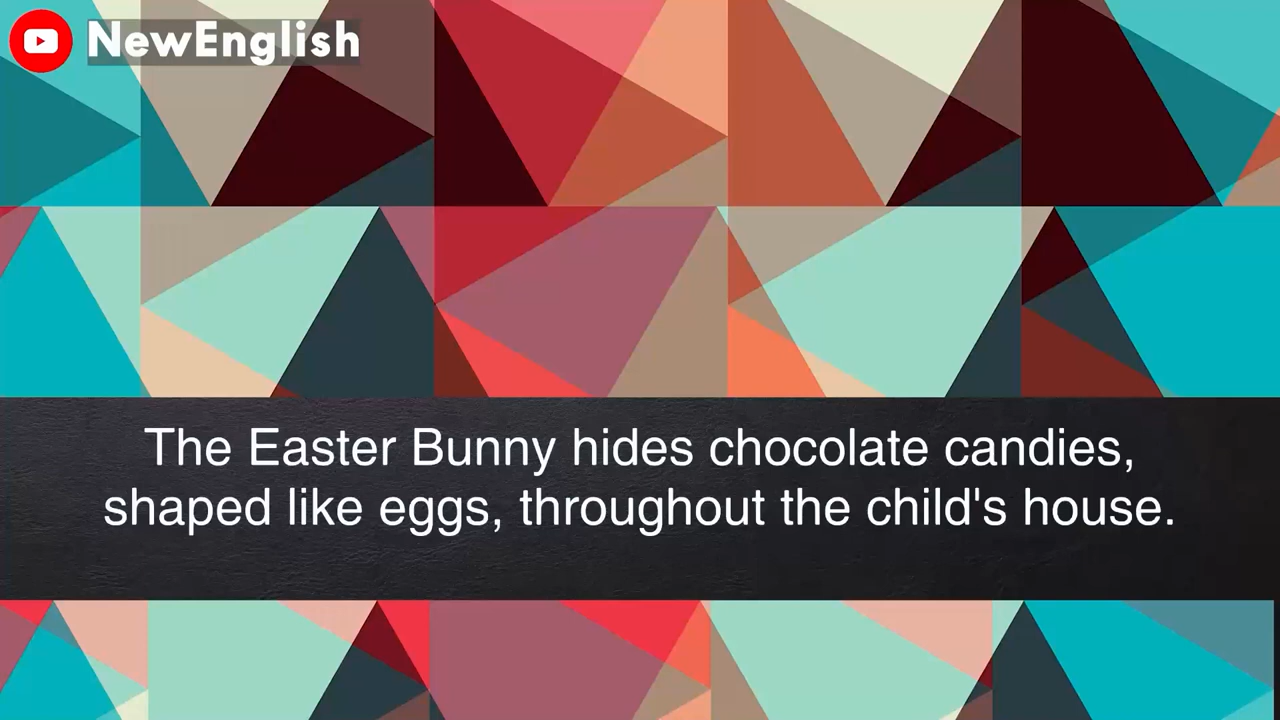 NewEnglish
The Easter Bunny hides chocolate candies,
shaped like eggs, throughout the child's house.